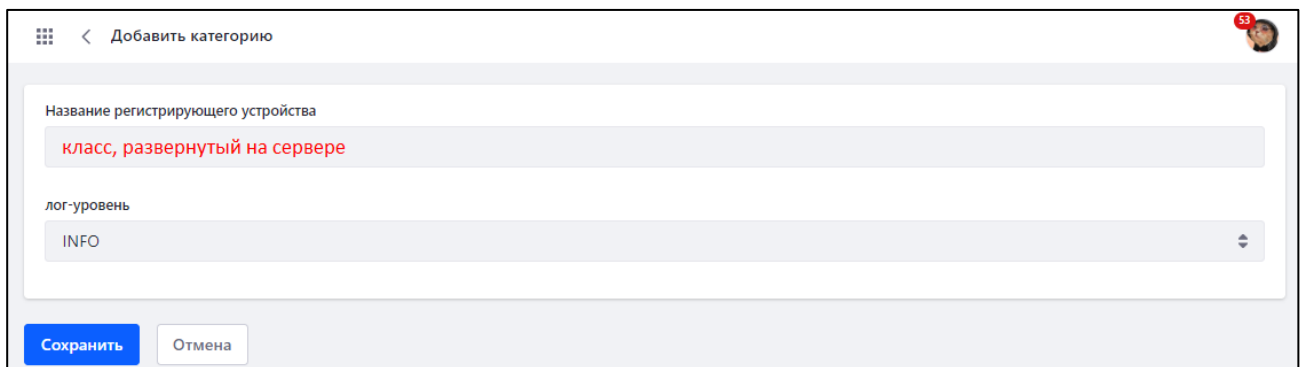 Добавить категорию
53
Название регистрирующего устройства
класс, развернутый на сервере
лог-уровень
INFO
Сохранить
Отмена